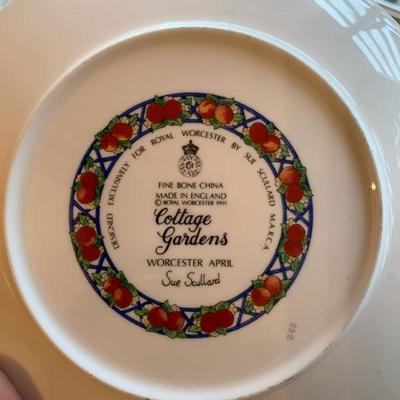 DESIGNED EXCLUSIVELY FOR ROYAL WORCESTER BY SUE SCULLARD M.A.R.C.A.
FINE BONE CHINA
MADE IN ENGLAND
© ROYAL WORCESTER 1991
Cottage
Gardens
WORCESTER APRIL
Sue Scullard
232